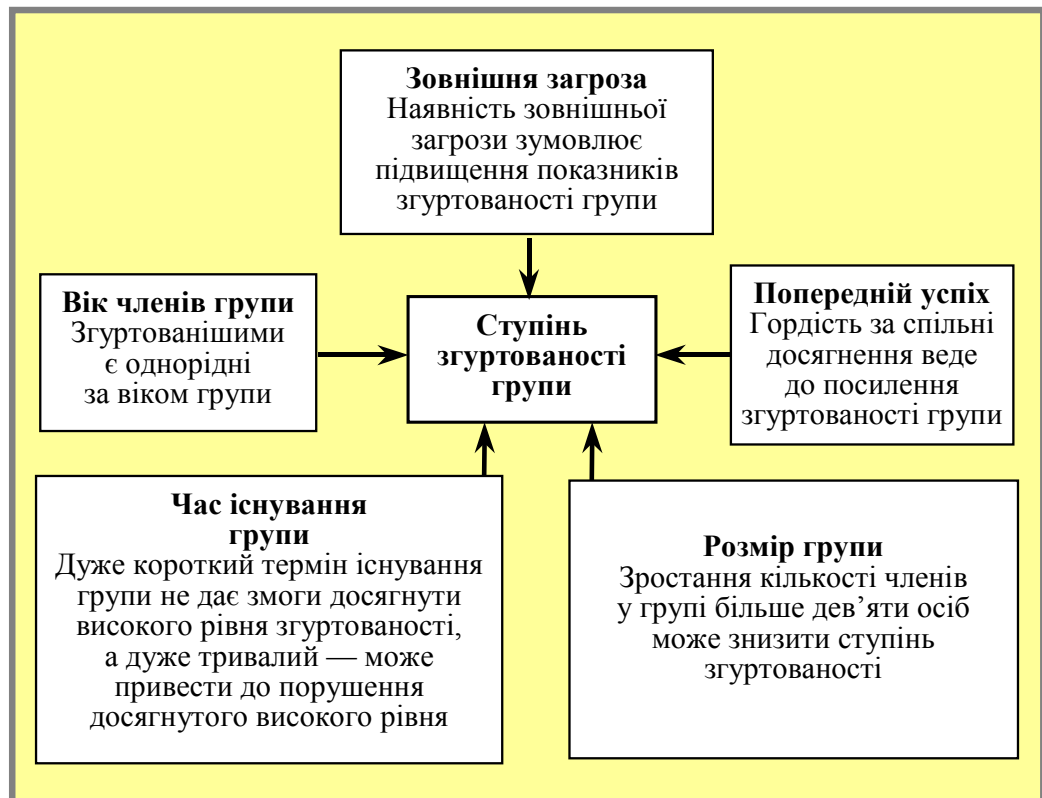 Зовнішня загроза
Наявність зовнішньої
загрози зумовлює
підвищення показників
згуртованості групи
Вік членів групи
Згуртованішими
є однорідні
за віком групи
Ступінь
згуртованості
групи
Попередній успіх
Гордість за спільні
досягнення веде
до посилення
згуртованості групи
Час існування
групи
Дуже короткий термін існування
групи не дає змоги досягнути
високого рівня згуртованості,
а дуже тривалий — може
привести до порушення
досягнутого високого рівня
Розмір групи
Зростання кількості членів
у групі більше дев’яти осіб
може знизити ступінь
згуртованості